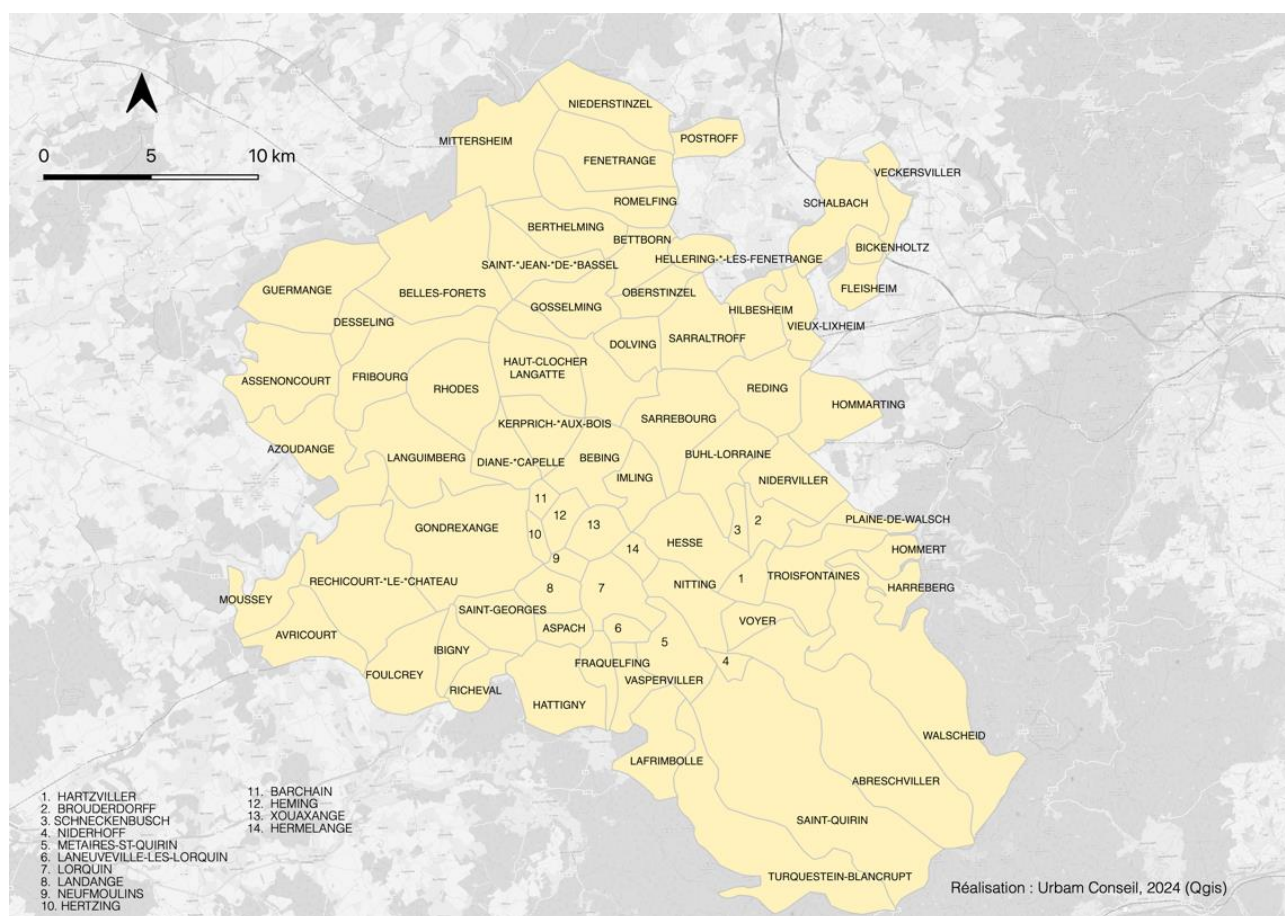 NIEDERSTINZEL
POSTROFF
MITTERSHEIM
0 5 10 km
FENETRANGE
VECKERSVILLER
ROMELFING
SCHALBACH
BERTHELMING
BETTBORN
BICKENHOLTZ
HELLERING-*-LES-FENETRANGE
SAINT-*JEAN-*DE-*BASSEL
GUERMANGE
BELLES-FORETS
OBERSTINZEL
FLEISHEIM
GOSSELMING
HILBESHEIM
DESSELING
VIEUX-LIXHEIM
DOLVING
SARRALTROFF
HAUT-CLOCHER
LANGATTE
ASSENONCOURT
FRIBOURG
RHODES
REDING
HOMMARTING
SARREBOURG
KERPRICH-*AUX-BOIS
AZOUDANGE
LANGUIMBERG
DIANE-*CAPELLE
BEBING
BUHL-LORRAINE
IMLING
NIDERVILLER
11
12
13
GONDREXANGE
10
3
2
PLAINE-DE-WALSCH
HESSE
14
HOMMERT
9
RECHICOURT-*LE-*CHATEAU
1
TROISFONTAINES
NITTING
8
7
HARREBERG
MOUSSEY
SAINT-GEORGES
VOYER
ASPACH
6
AVRICOURT
5
IBIGNY
4
FRAQUELFING
FOULCREY
VASPERVILLER
RICHEVAL
HATTIGNY
WALSCHEID
LAFRIMBOLLE
ABRESCHVILLER
SAINT-QUIRIN
TURQUESTEIN-BLANCRUPT
1. HARTZVILLER
2. BROUDERDORFF
3 SCHNECKENBUSCH
4. NIDERHOFF
5. METAIRES-ST-QUIRIN
6. LANEUVEVILLE-LES-LORQUIN
7. LORQUIN
8. LANDANGE
9. NEUFMOULINS
10. HERTZING
11. BARCHAIN
12. HEMING
13. XOUAXANGE
14. HERMELANGE
Réalisation : Urbam Conseil, 2024 (Qgis)